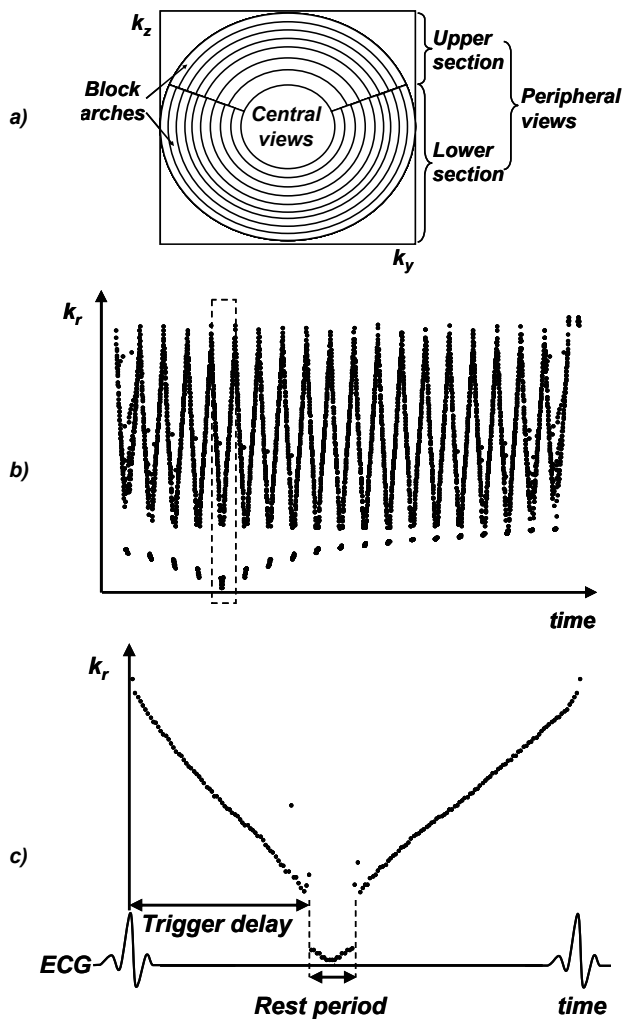 k_z
Upper
section
Block
arches
Central
views
Peripheral
views
a)
Lower
section
k_y
k_r
b)
time
k_r
c)
Trigger delay
ECG
Rest period
time